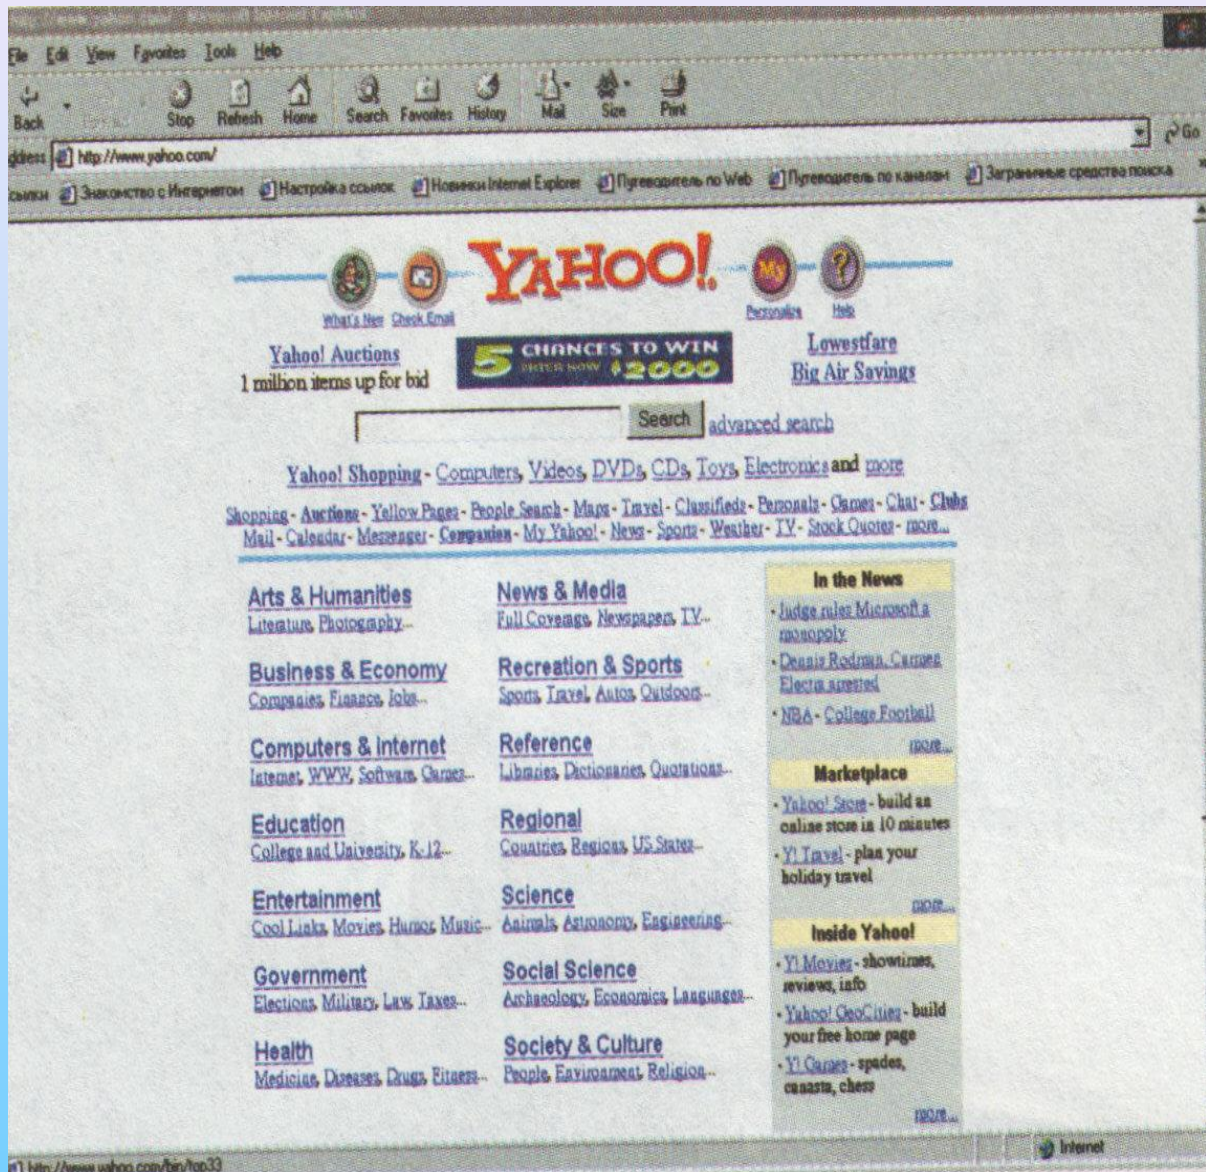 http://www.yahoo.com/ - Microsoft Internet Explorer
File Edit View Favorites Tools Help
Back Stop Refresh Home Search Favorites History Mail Size Print
Address http://www.yahoo.com/ Go
Ссылки Знакомство с Интернетом Настройка ссылок Новинки Internet Explorer Путеводитель по Web Путеводитель по каналам Заграничные средства поиска »
YAHOO!
My ?
What's New Check Email Personalize Help
Yahoo! Auctions
1 million items up for bid
5 CHANCES TO WIN
ENTER NOW $2000
Lowestfare
Big Air Savings
Search advanced search
Yahoo! Shopping - Computers, Videos, DVDs, CDs, Toys, Electronics and more
Shopping - Auctions - Yellow Pages - People Search - Maps - Travel - Classifieds - Personals - Games - Chat - Clubs
Mail - Calendar - Messenger - Companion - My Yahoo! - News - Sports - Weather - TV - Stock Quotes - more...
Arts & Humanities
Literature, Photography...
Business & Economy
Companies, Finance, Jobs...
Computers & Internet
Internet, WWW, Software, Games...
Education
College and University, K-12...
Entertainment
Cool Links, Movies, Humor, Music...
Government
Elections, Military, Law, Taxes...
Health
Medicine, Diseases, Drugs, Fitness...
News & Media
Full Coverage, Newspapers, TV...
Recreation & Sports
Sports, Travel, Autos, Outdoors...
Reference
Libraries, Dictionaries, Quotations...
Regional
Countries, Regions, US States...
Science
Animals, Astronomy, Engineering...
Social Science
Archaeology, Economics, Languages...
Society & Culture
People, Environment, Religion...
In the News
· Judge rules Microsoft a
monopoly
· Dennis Rodman, Carmen
Electra arrested
· NBA - College Football
more...
Marketplace
· Yahoo! Store - build an
online store in 10 minutes
· Y! Travel - plan your
holiday travel
more...
Inside Yahoo!
· Y! Movies - showtimes,
reviews, info
· Yahoo! GeoCities - build
your free home page
· Y! Games - spades,
canasta, chess
more...
http://www.yahoo.com/bin/top33 Internet